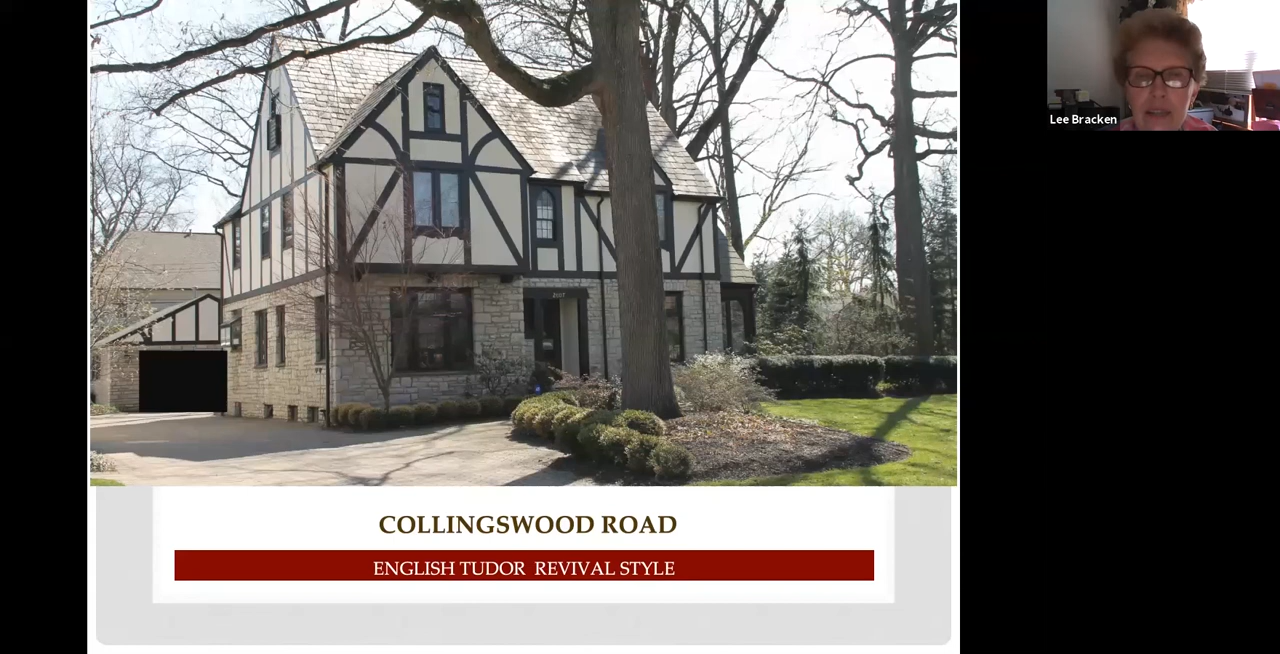 Lee Bracken
COLLINGSWOOD ROAD
ENGLISH TUDOR REVIVAL STYLE